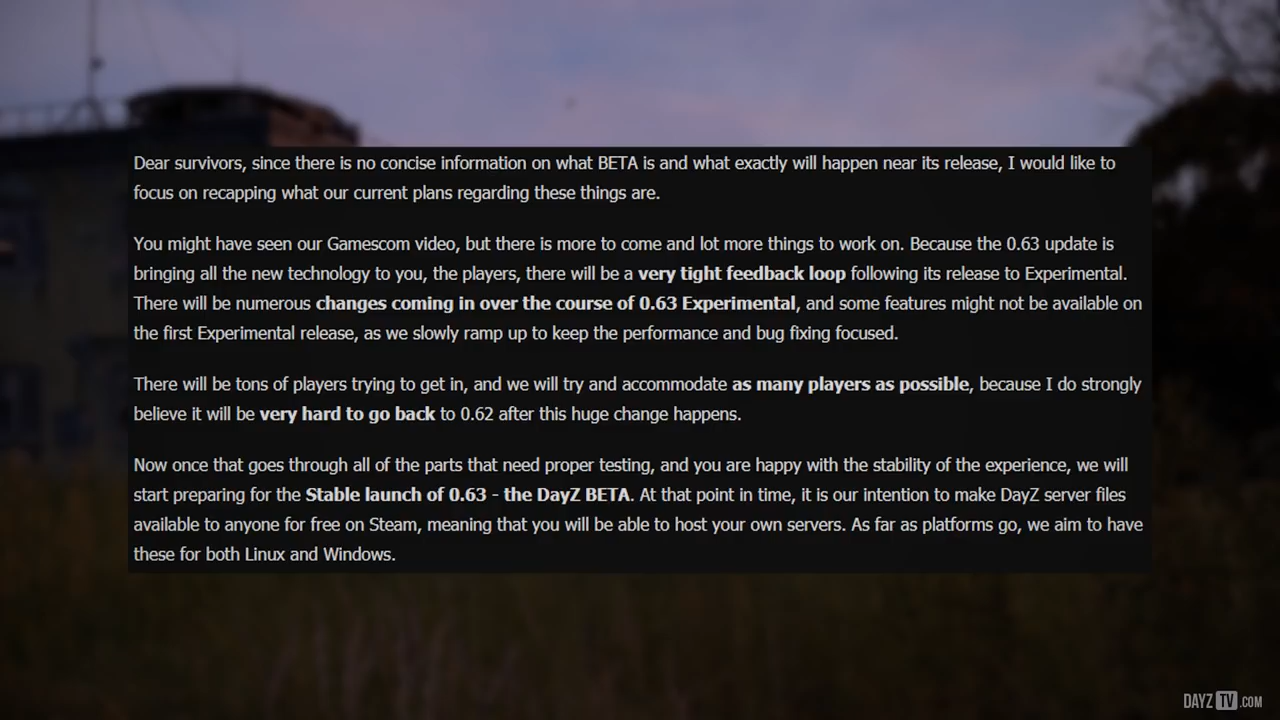 Dear survivors, since there is no concise information on what BETA is and what exactly will happen near its release, I would like to
focus on recapping what our current plans regarding these things are.
You might have seen our Gamescom video, but there is more to come and lot more things to work on. Because the 0.63 update is
bringing all the new technology to you, the players, there will be a very tight feedback loop following its release to Experimental.
There will be numerous changes coming in over the course of 0.63 Experimental, and some features might not be available on
the first Experimental release, as we slowly ramp up to keep the performance and bug fixing focused.
There will be tons of players trying to get in, and we will try and accommodate as many players as possible, because I do strongly
believe it will be very hard to go back to 0.62 after this huge change happens.
Now once that goes through all of the parts that need proper testing, and you are happy with the stability of the experience, we will
start preparing for the Stable launch of 0.63 - the DayZ BETA. At that point in time, it is our intention to make DayZ server files
available to anyone for free on Steam, meaning that you will be able to host your own servers. As far as platforms go, we aim to have
these for both Linux and Windows.
DAYZ TV .COM